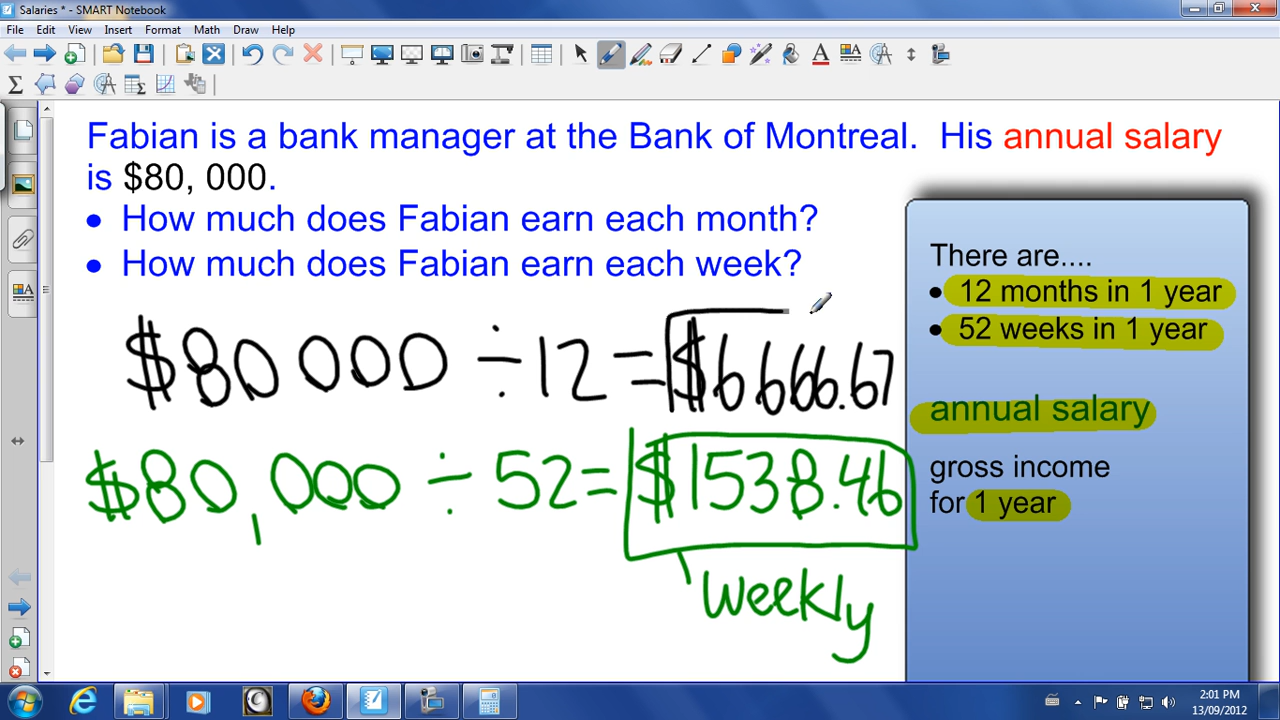 Salaries * - SMART Notebook
File Edit View Insert Format Math Draw Help
Fabian is a bank manager at the Bank of Montreal. His annual salary
is $80, 000.
• How much does Fabian earn each month?
• How much does Fabian earn each week?
$80 000 ÷ 12 = $6666.67
$80,000 ÷ 52 = $1538.46
weekly
There are....
• 12 months in 1 year
• 52 weeks in 1 year
annual salary
gross income
for 1 year
2:01 PM
13/09/2012